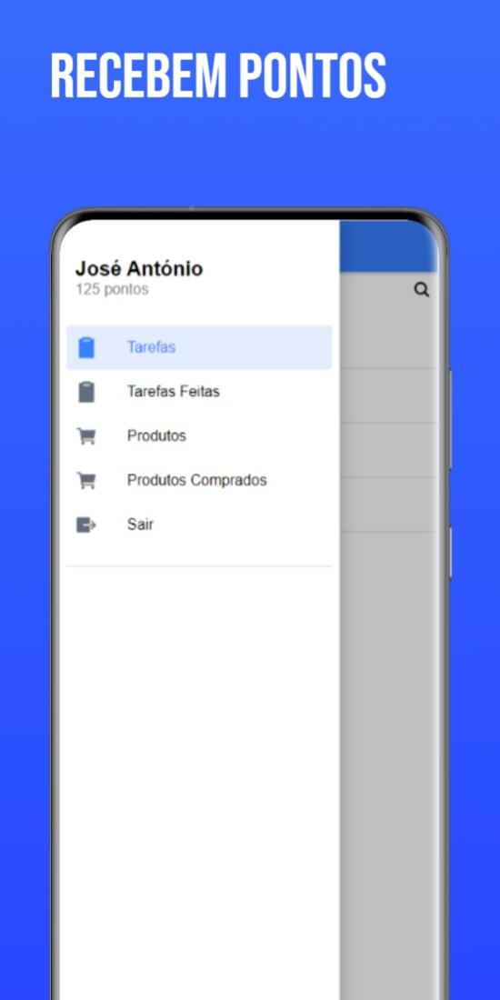 RECEBEM PONTOS
José António
125 pontos
Tarefas
Tarefas Feitas
Produtos
Produtos Comprados
Sair